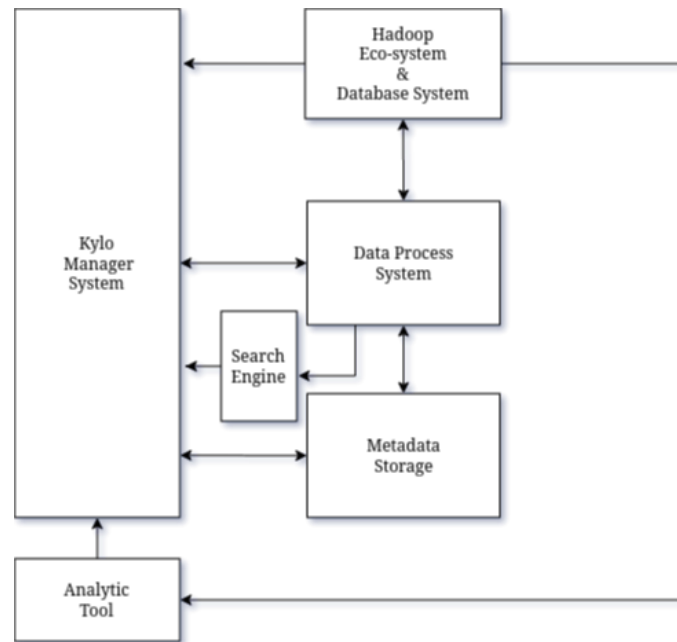 Hadoop
Eco-system
&
Database System
Kylo
Manager
System
Data Process
System
Search
Engine
Metadata
Storage
Analytic
Tool